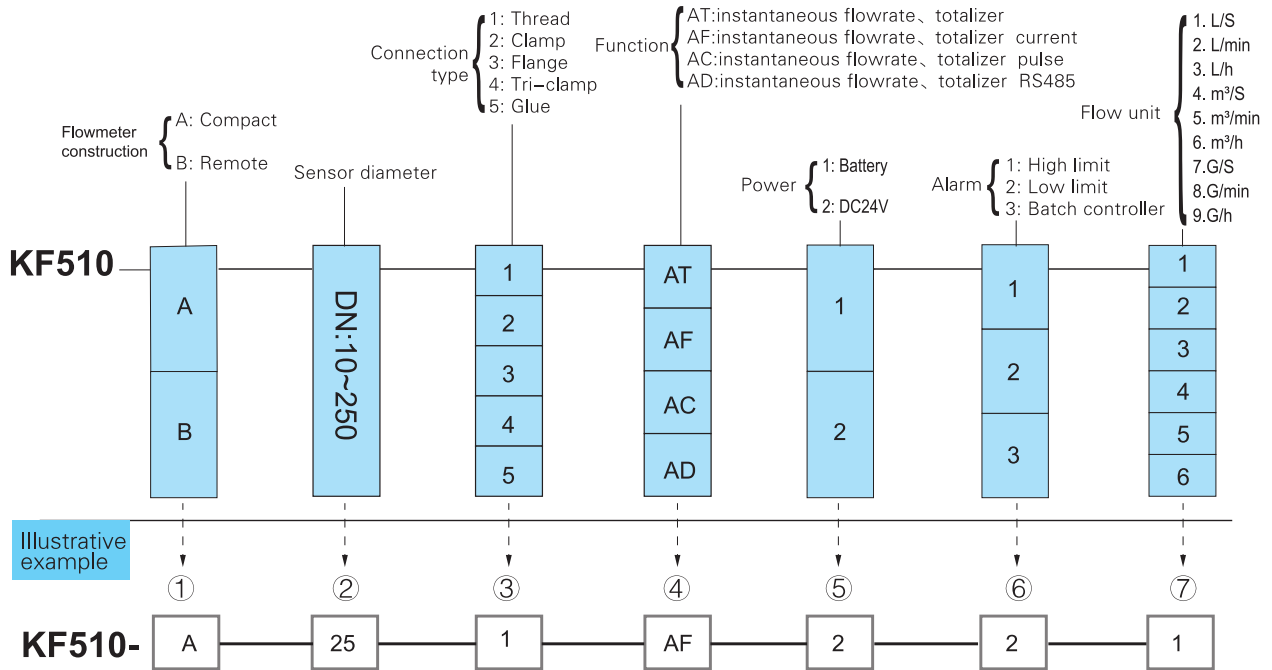 Flowmeter
construction
A: Compact
B: Remote
Sensor diameter
Connection
type
1: Thread
2: Clamp
3: Flange
4: Tri-clamp
5: Glue
Function
AT:instantaneous flowrate、totalizer
AF:instantaneous flowrate、totalizer current
AC:instantaneous flowrate、totalizer pulse
AD:instantaneous flowrate、totalizer RS485
Power
1: Battery
2: DC24V
Alarm
1: High limit
2: Low limit
3: Batch controller
Flow unit
1. L/S
2. L/min
3. L/h
4. m³/S
5. m³/min
6. m³/h
7.G/S
8.G/min
9.G/h
KF510
A
B
DN:10~250
1
2
3
4
5
AT
AF
AC
AD
1
2
1
2
3
1
2
3
4
5
6
Illustrative
example
① ② ③ ④ ⑤ ⑥ ⑦
KF510- A 25 1 AF 2 2 1